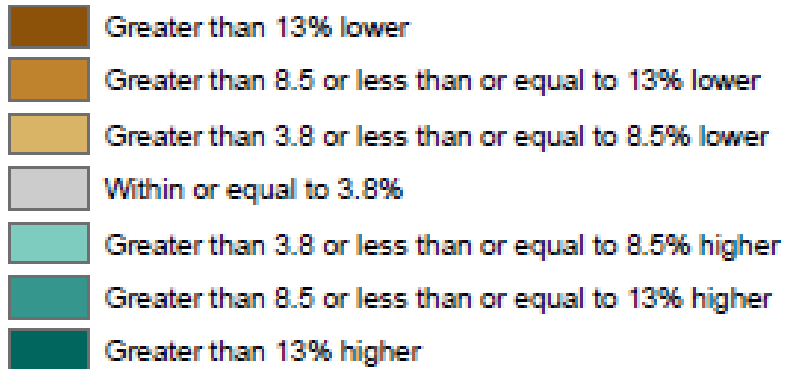 Greater than 13% lower
Greater than 8.5 or less than or equal to 13% lower
Greater than 3.8 or less than or equal to 8.5% lower
Within or equal to 3.8%
Greater than 3.8 or less than or equal to 8.5% higher
Greater than 8.5 or less than or equal to 13% higher
Greater than 13% higher